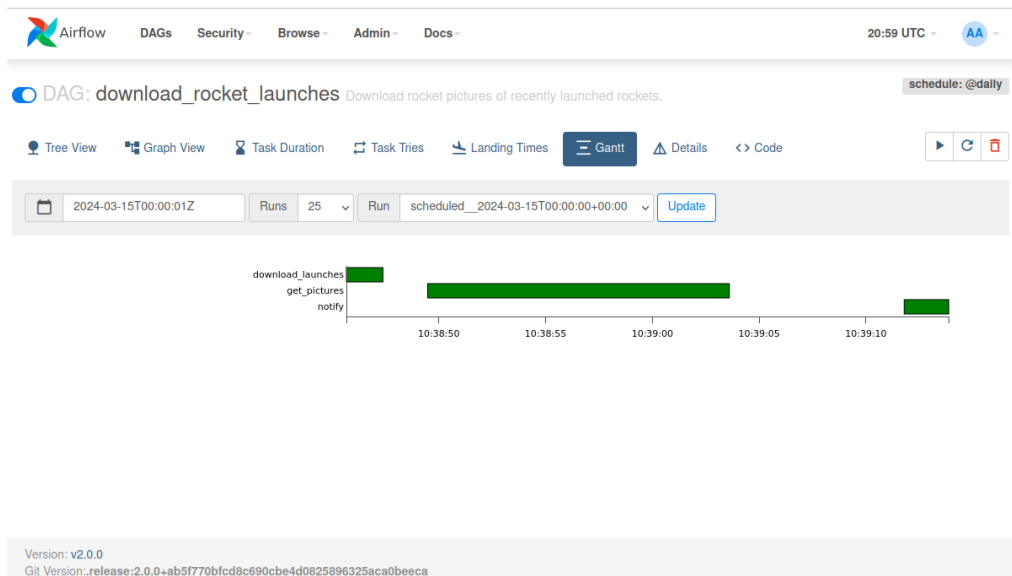 Airflow DAGs Security Browse Admin Docs 20:59 UTC AA
schedule: @daily
DAG: download_rocket_launches Download rocket pictures of recently launched rockets.
Tree View Graph View Task Duration Task Tries Landing Times Gantt Details <> Code
2024-03-15T00:00:01Z Runs 25 Run scheduled__2024-03-15T00:00:00+00:00 Update
download_launches
get_pictures
notify
10:38:50 10:38:55 10:39:00 10:39:05 10:39:10
Version: v2.0.0
Git Version:.release:2.0.0+ab5f770bfcd8c690cbe4d0825896325aca0beeca